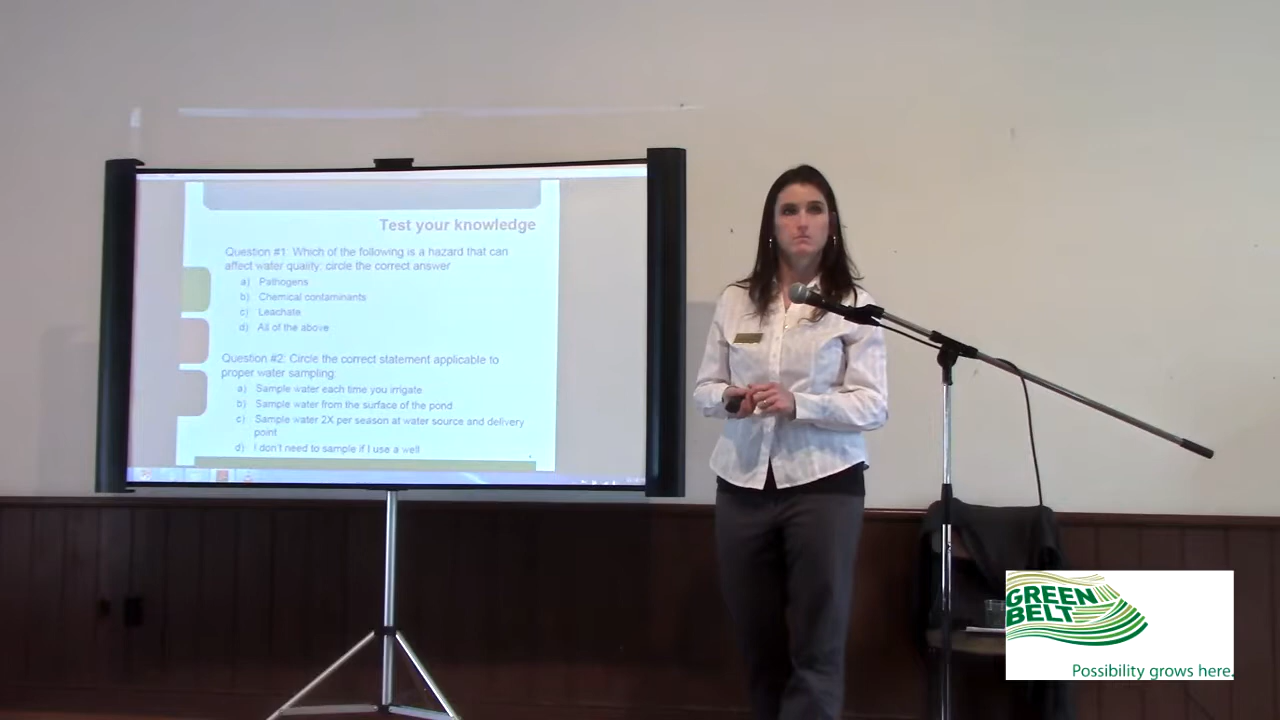 Test your knowledge
Question #1: Which of the following is a hazard that can
affect water quality: circle the correct answer
a) Pathogens
b) Chemical contaminants
c) Leachate
d) All of the above
Question #2: Circle the correct statement applicable to
proper water sampling:
a) Sample water each time you irrigate
b) Sample water from the surface of the pond
c) Sample water 2X per season at water source and delivery
point
d) I don't need to sample if I use a well
GREEN
BELT
Possibility grows here.